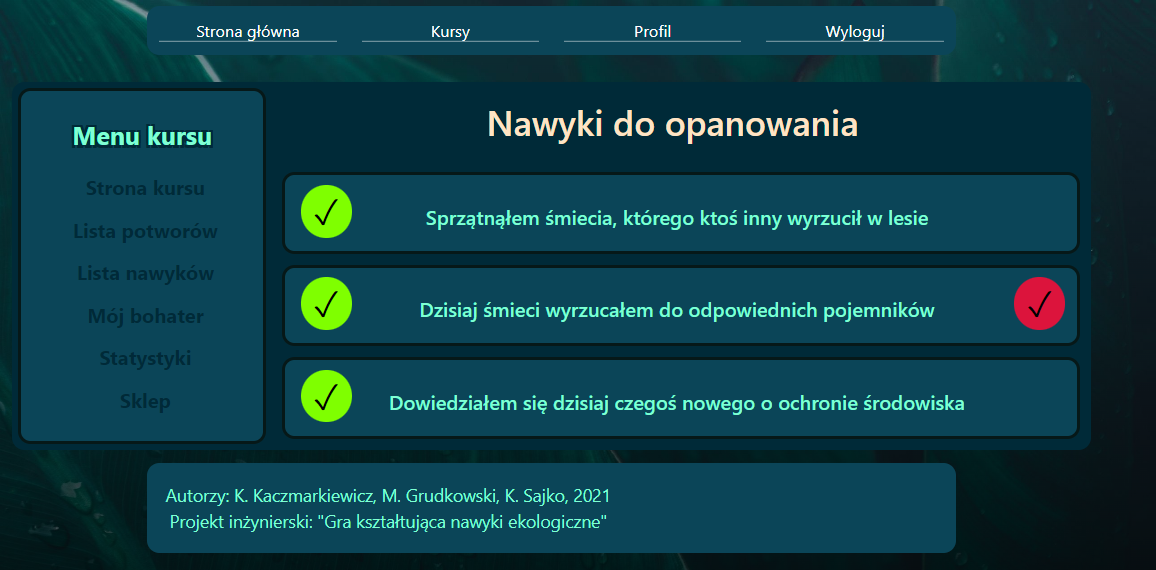 Strona główna
Kursy
Profil
Wyloguj
Menu kursu
Strona kursu
Lista potworów
Lista nawyków
Mój bohater
Statystyki
Sklep
Nawyki do opanowania
✓ Sprzątnąłem śmiecia, którego ktoś inny wyrzucił w lesie
✓ Dzisiaj śmieci wyrzucałem do odpowiednich pojemników ✓
✓ Dowiedziałem się dzisiaj czegoś nowego o ochronie środowiska
Autorzy: K. Kaczmarkiewicz, M. Grudkowski, K. Sajko, 2021
Projekt inżynierski: "Gra kształtująca nawyki ekologiczne"